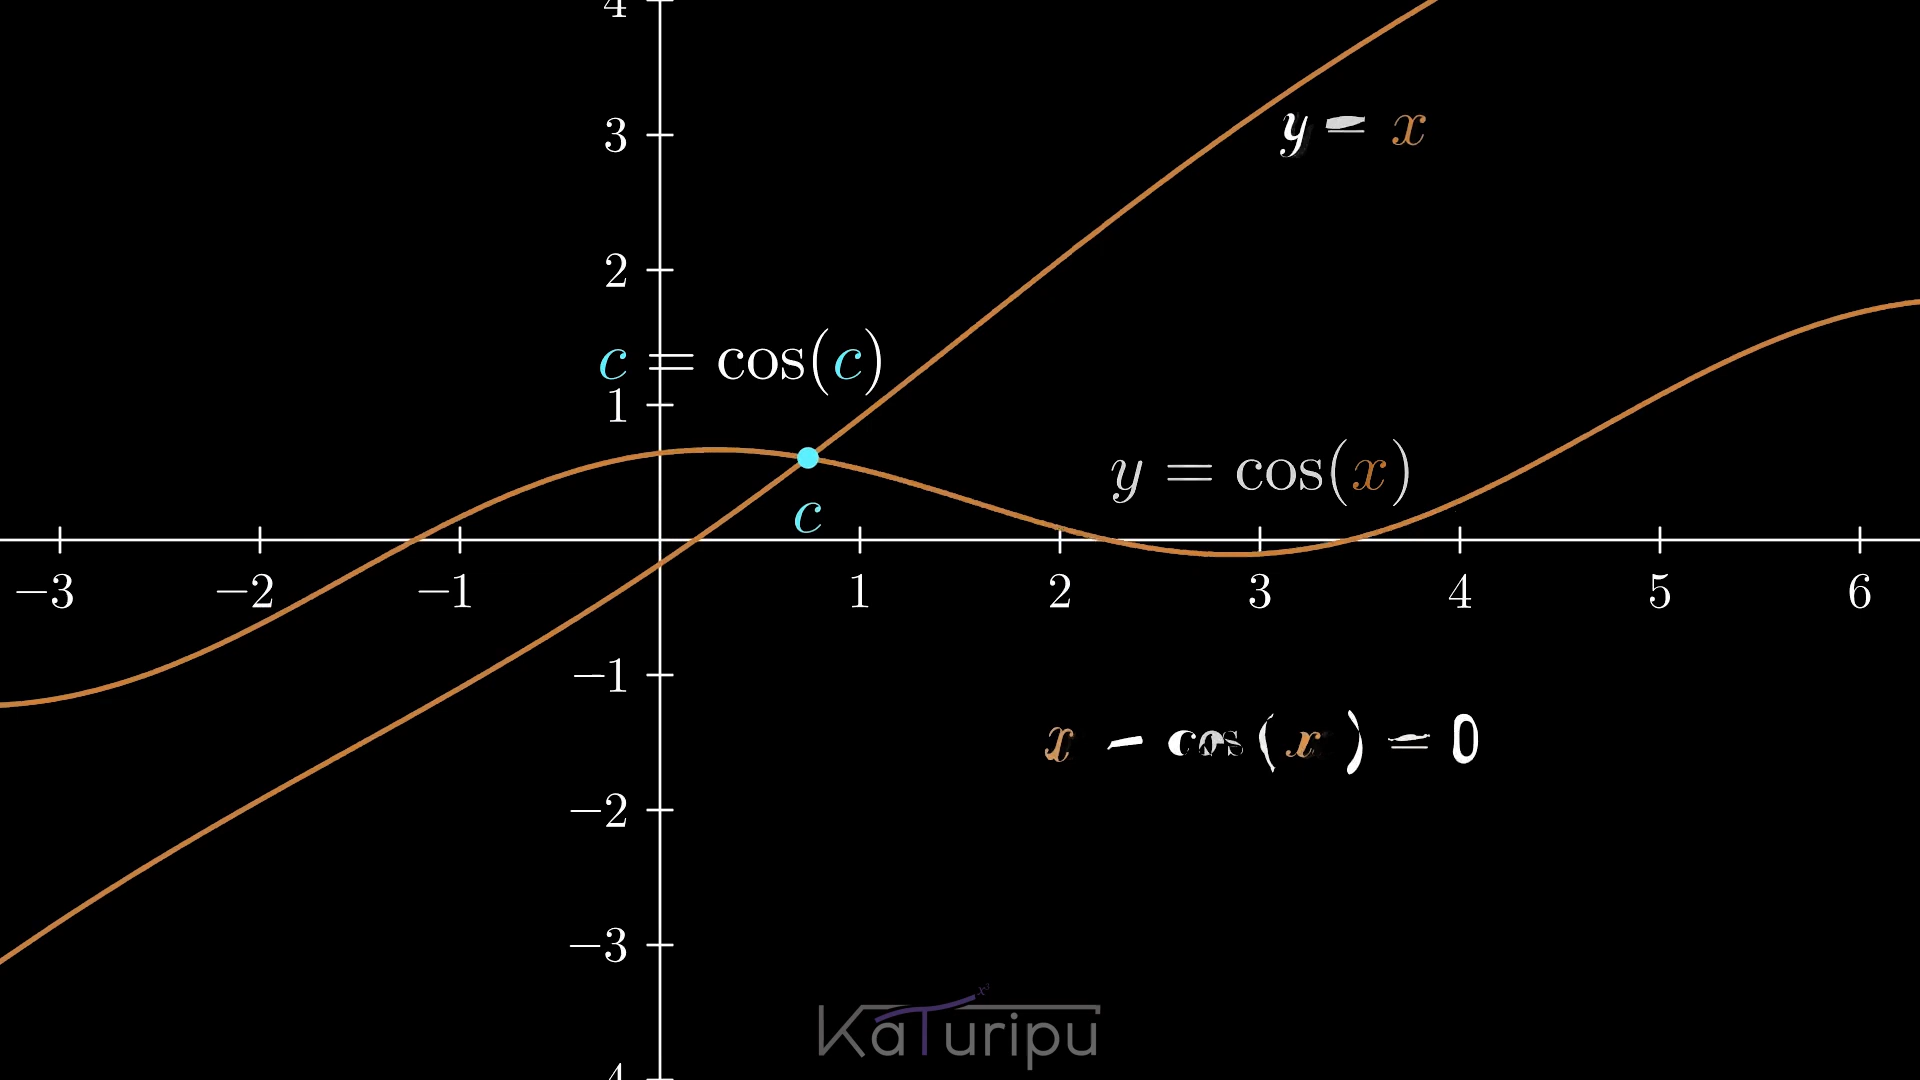 4
3
y = x
2
c = cos(c)
1
y = cos(x)
c
−3 −2 −1 1 2 3 4 5 6
−1
x − cos(x) = 0
−2
−3
x³
KaTuripu